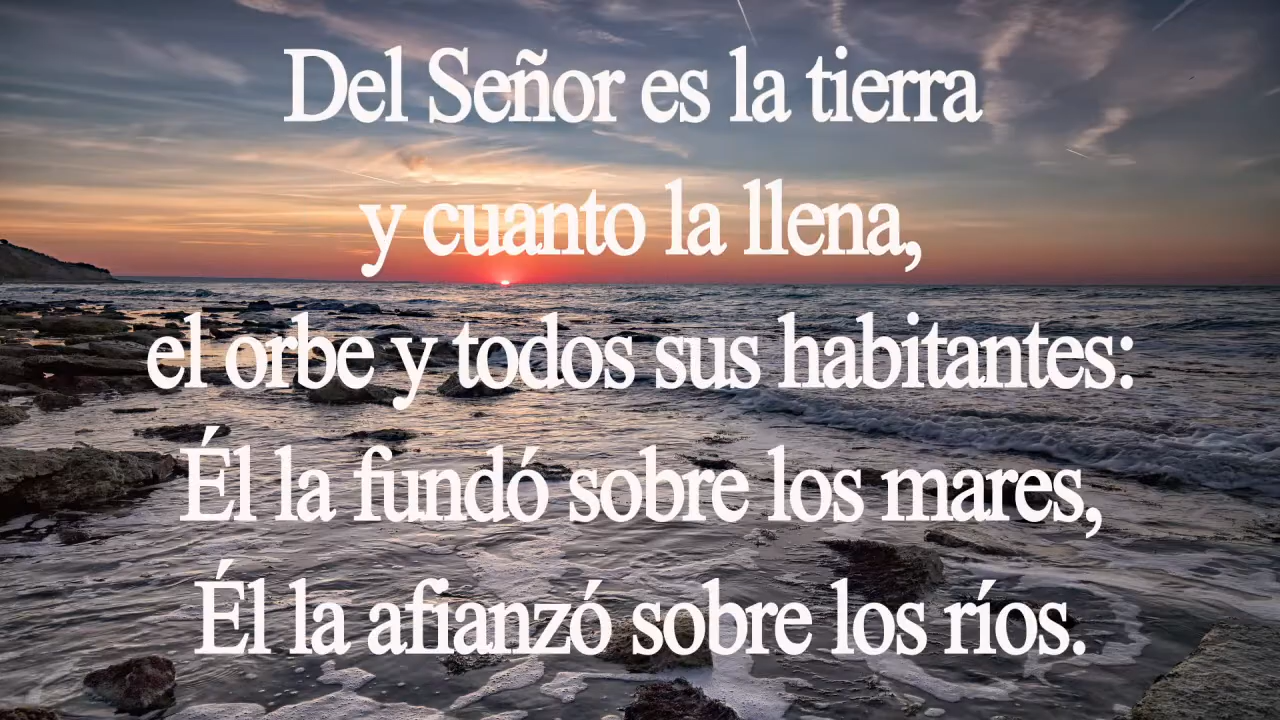 Del Señor es la tierra
y cuanto la llena,
el orbe y todos sus habitantes:
Él la fundó sobre los mares,
Él la afianzó sobre los ríos.